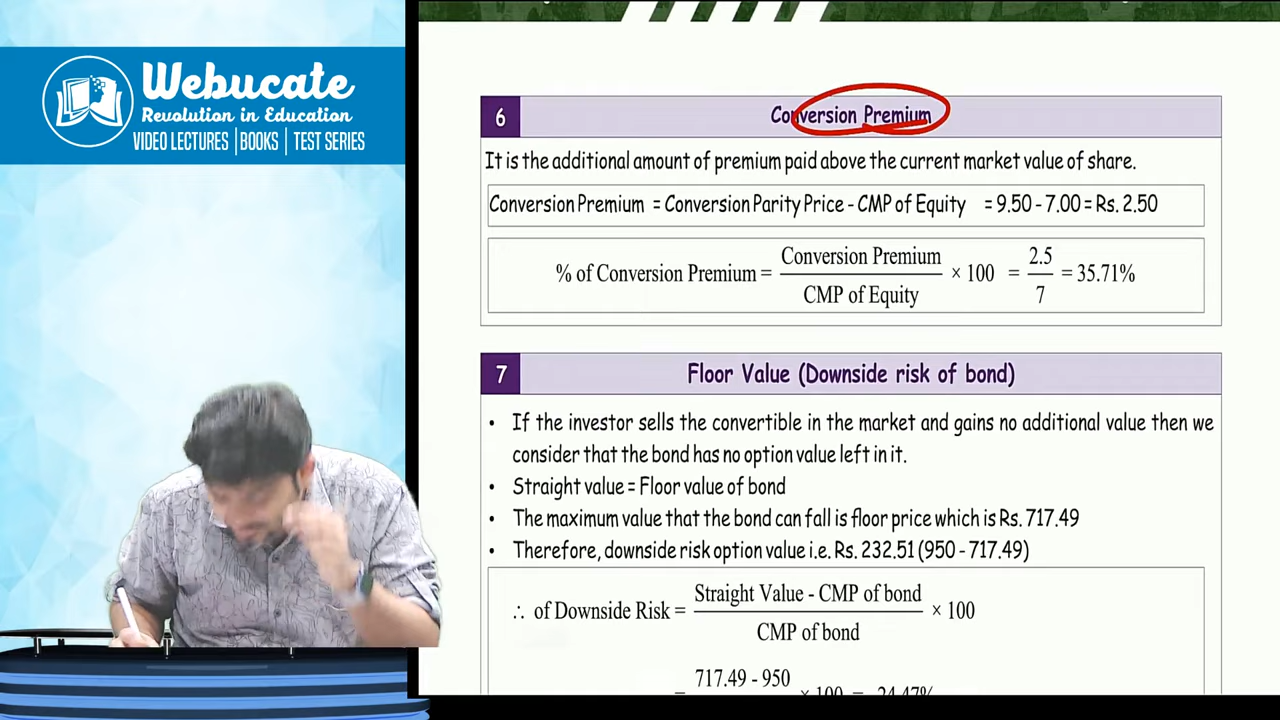 Webucate
Revolution in Education
VIDEO LECTURES | BOOKS | TEST SERIES
6
Conversion Premium
It is the additional amount of premium paid above the current market value of share.
Conversion Premium = Conversion Parity Price - CMP of Equity = 9.50 - 7.00 = Rs. 2.50
% of Conversion Premium = Conversion Premium / CMP of Equity × 100 = 2.5 / 7 = 35.71%
7
Floor Value (Downside risk of bond)
• If the investor sells the convertible in the market and gains no additional value then we
consider that the bond has no option value left in it.
• Straight value = Floor value of bond
• The maximum value that the bond can fall is floor price which is Rs. 717.49
• Therefore, downside risk option value i.e. Rs. 232.51 (950 - 717.49)
∴ of Downside Risk = Straight Value - CMP of bond / CMP of bond × 100
= 717.49 - 950 × 100 = 24.47%